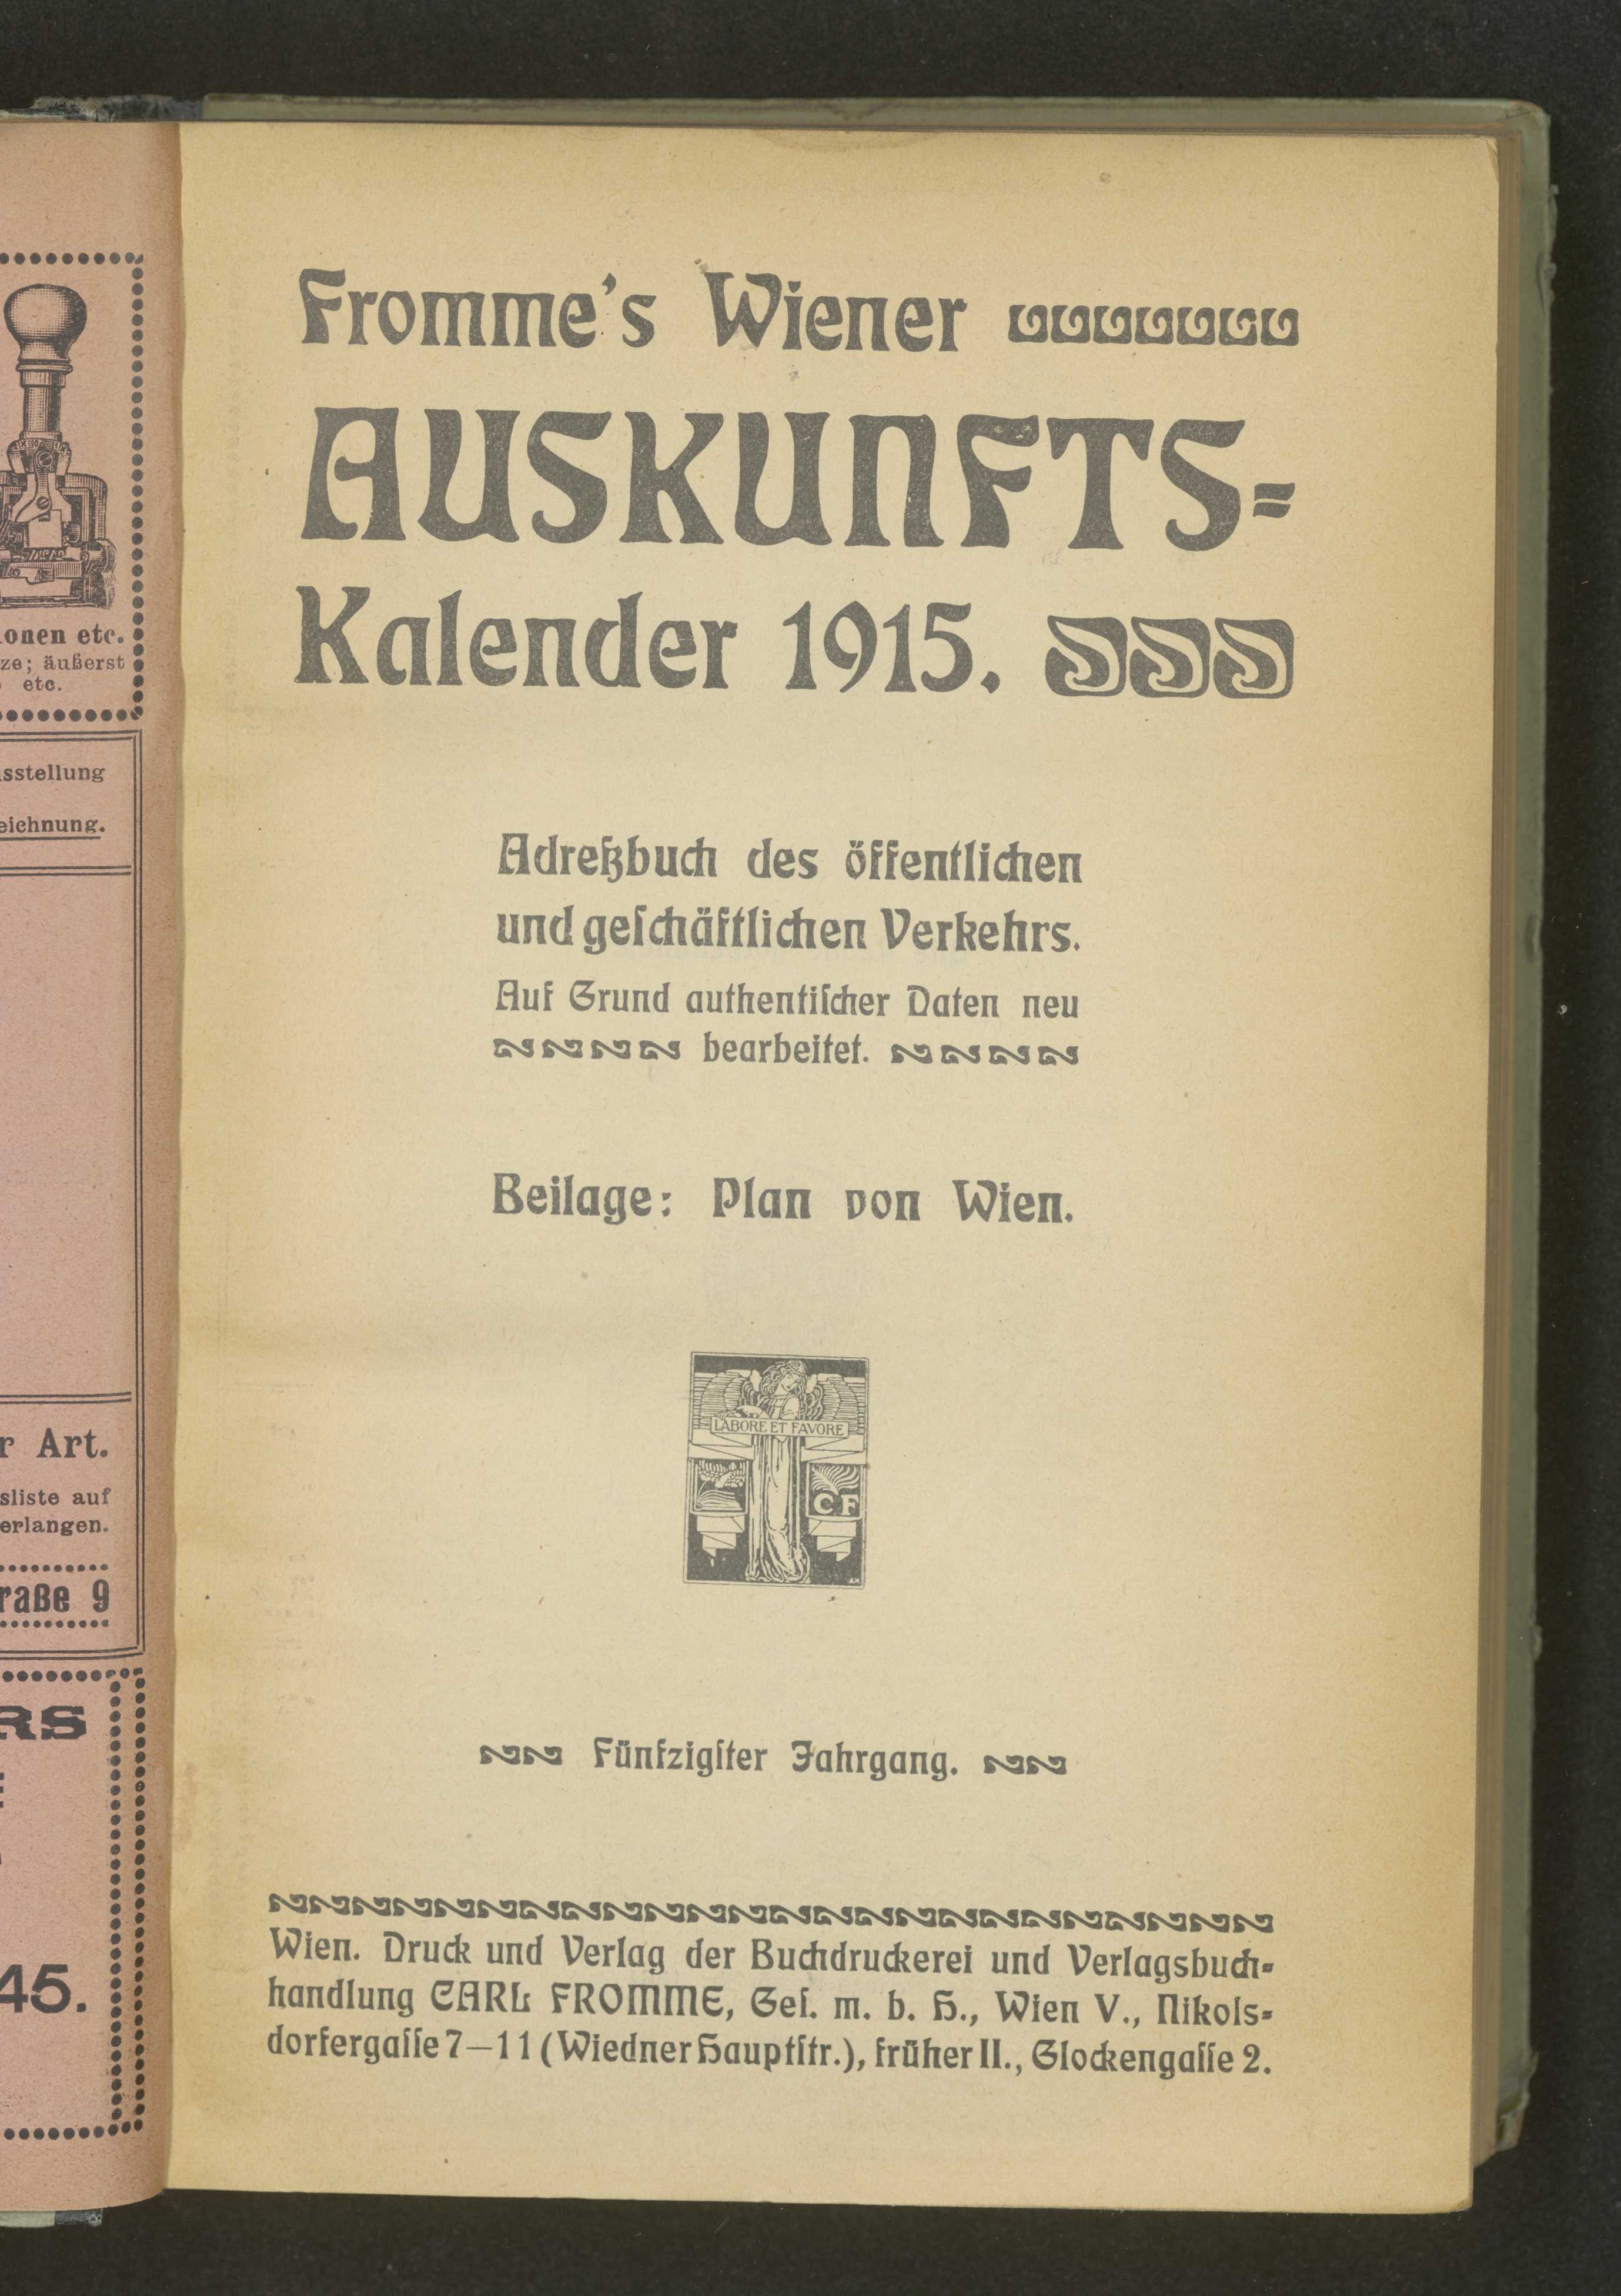 onen etc.
ze; äußerst
etc.
sstellung
eichnung.
r Art.
sliste auf
erlangen.
raße 9
RS
45.
Fromme's Wiener
AUSKUNFTS=
Kalender 1915.
Adreßbuch des öffentlichen
und geſchäftlichen Verkehrs.
Auf Grund authentiſcher Daten neu
bearbeitet.
Beilage: Plan von Wien.
LABORE ET FAVORE
CF
Fünfzigſter Jahrgang.
Wien. Druck und Verlag der Buchdruckerei und Verlagsbuch=
handlung CARL FROMME, Geſ. m. b. H., Wien V., Nikols=
dorfergaſſe 7—11 (Wiedner Hauptſtr.), früher II., Glockengaſſe 2.